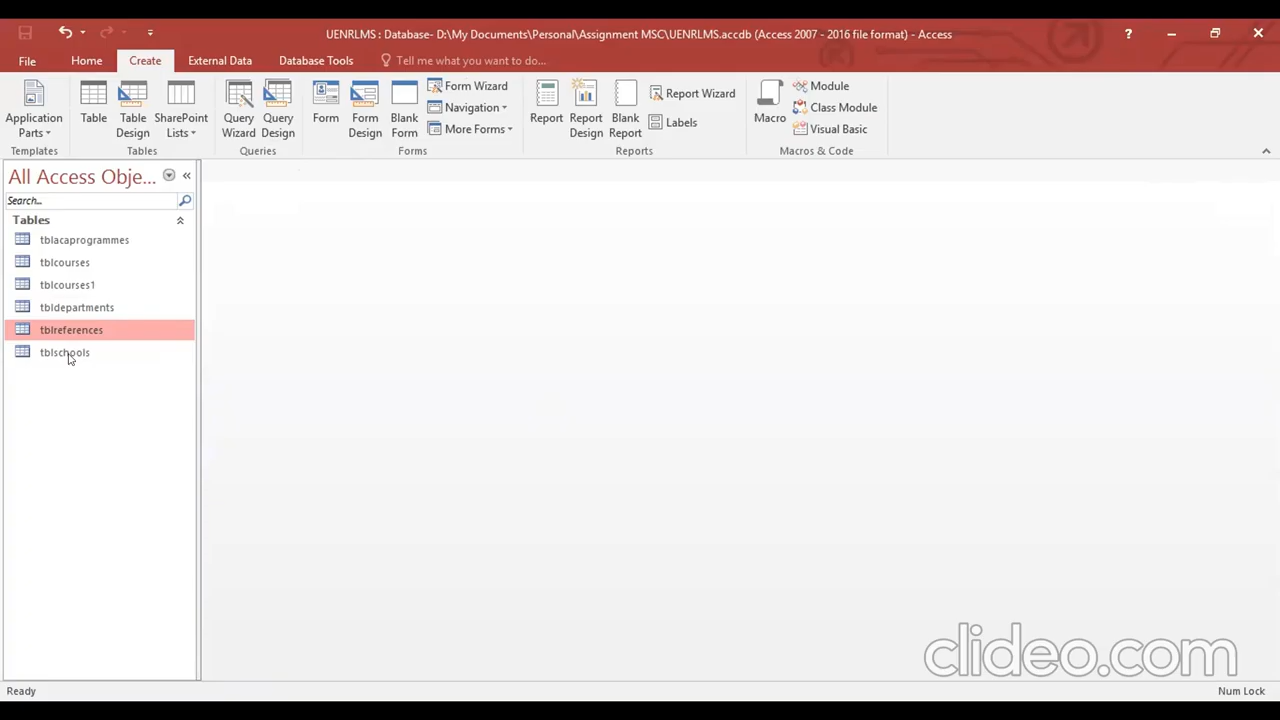 UENRLMS : Database- D:\My Documents\Personal\Assignment MSC\UENRLMS.accdb (Access 2007 - 2016 file format) - Access
File Home Create External Data Database Tools Tell me what you want to do...
Application Parts
Templates
Table
Table Design
SharePoint Lists
Tables
Query Wizard
Query Design
Queries
Form
Form Design
Blank Form
Form Wizard
Navigation
More Forms
Forms
Report
Report Design
Blank Report
Report Wizard
Labels
Reports
Macro
Module
Class Module
Visual Basic
Macros & Code
All Access Obje...
Search...
Tables
tblacaprogrammes
tblcourses
tblcourses1
tbldepartments
tblreferences
tblschools
clideo.com
Ready
Num Lock